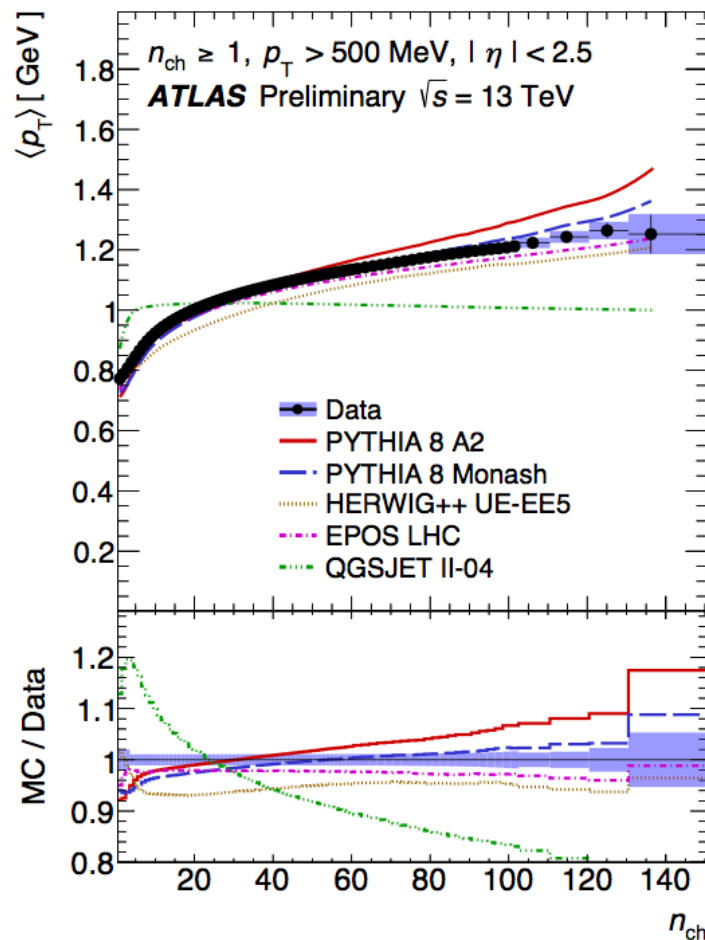 ⟨p_T⟩ [ GeV ]
n_ch ≥ 1, p_T > 500 MeV, | η | < 2.5
ATLAS Preliminary √s = 13 TeV
1.8
1.6
1.4
1.2
1
0.8
0.6
0.4
0.2
Data
PYTHIA 8 A2
PYTHIA 8 Monash
HERWIG++ UE-EE5
EPOS LHC
QGSJET II-04
MC / Data
1.2
1.1
1
0.9
0.8
20 40 60 80 100 120 140
n_ch